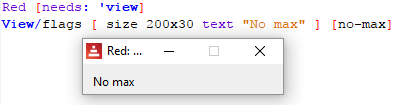 Red [needs: 'view]
View/flags [ size 200x30 text "No max" ] [no-max]
Red: ...
No max